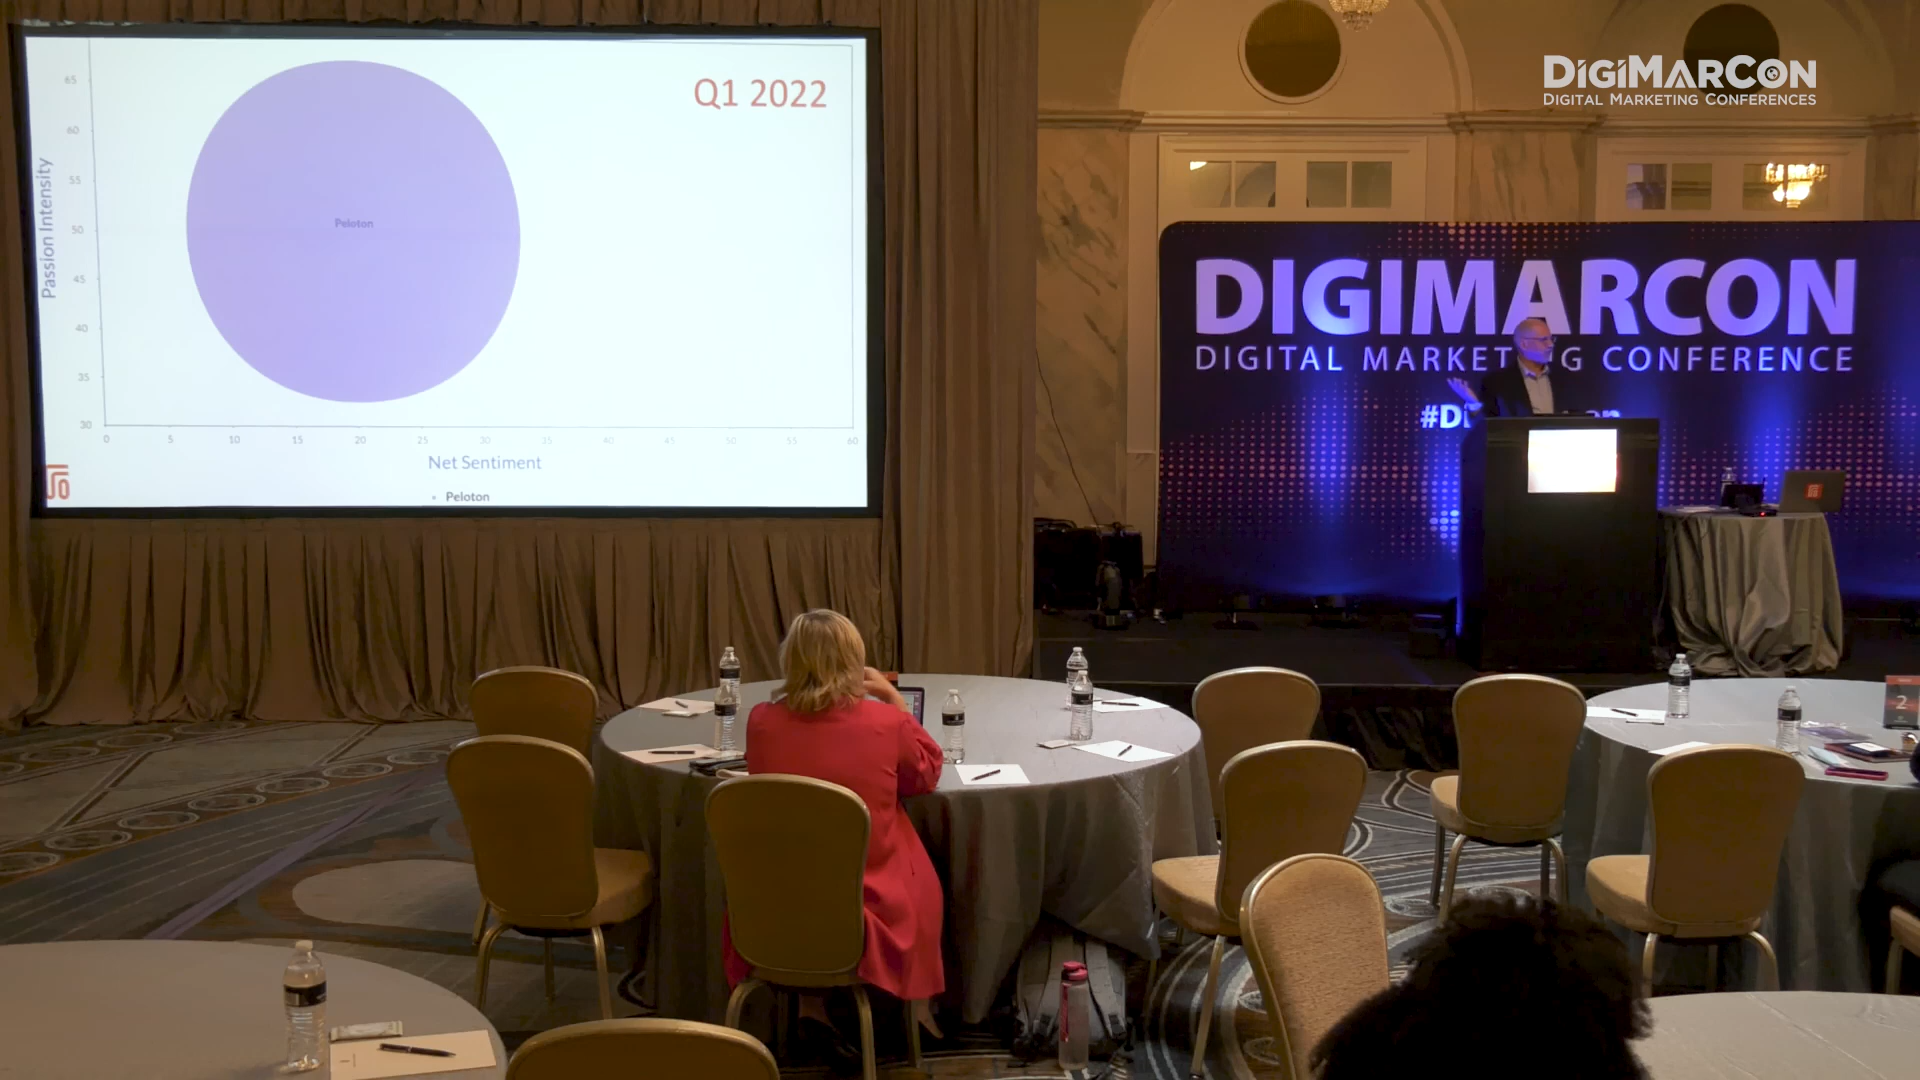 Q1 2022
65
60
55
50
45
40
35
30
Passion Intensity
Peloton
0 5 10 15 20 25 30 35 40 45 50 55 60
Net Sentiment
Peloton
DIGIMARCON
DIGITAL MARKETING CONFERENCES
DIGIMARCON
DIGITAL MARKET G CONFERENCE
#Di
2